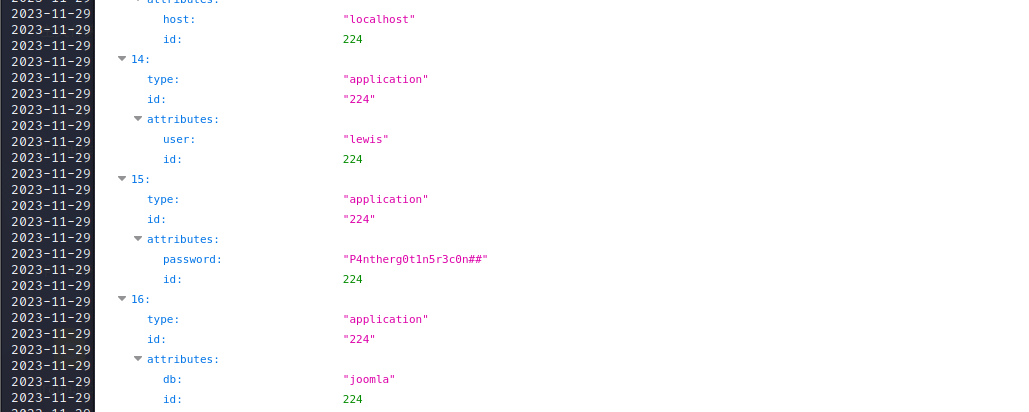 attributes:
2023-11-29 host: "localhost"
2023-11-29
2023-11-29 id: 224
2023-11-29 14:
2023-11-29 type: "application"
2023-11-29 id: "224"
2023-11-29
2023-11-29 attributes:
2023-11-29 user: "lewis"
2023-11-29 id: 224
2023-11-29 15:
2023-11-29
2023-11-29 type: "application"
2023-11-29 id: "224"
2023-11-29 attributes:
2023-11-29 password: "P4ntherg0t1n5r3c0n##"
2023-11-29
2023-11-29 id: 224
2023-11-29 16:
2023-11-29 type: "application"
2023-11-29 id: "224"
2023-11-29 attributes:
2023-11-29
2023-11-29 db: "joomla"
2023-11-29 id: 224